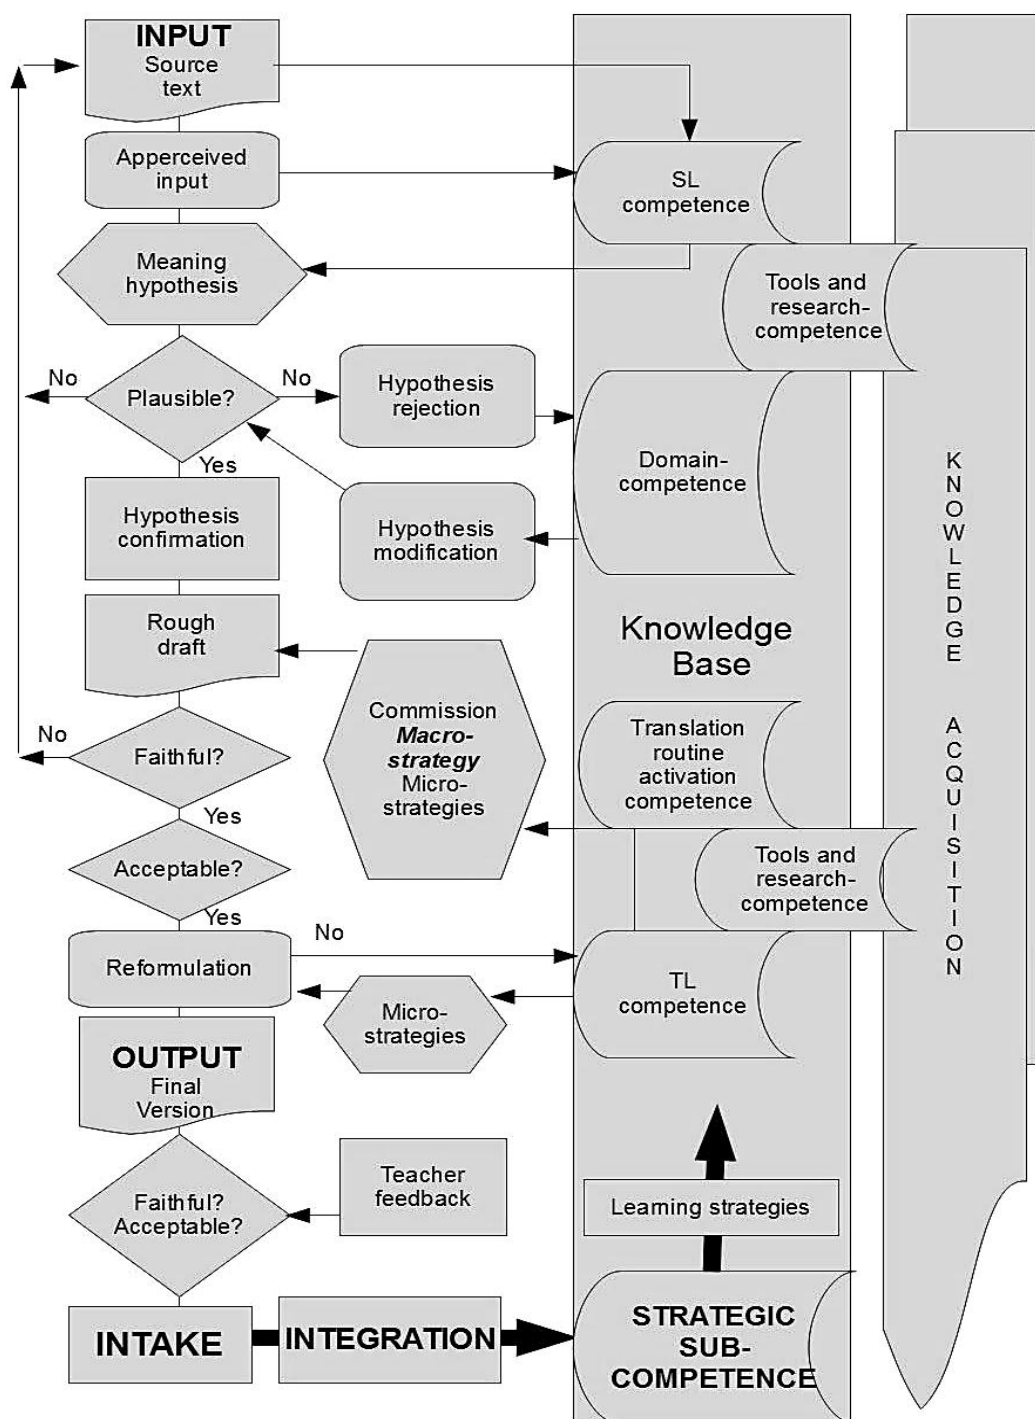 INPUT
Source
text
Apperceived
input
SL
competence
Meaning
hypothesis
Tools and
research-
competence
No
Plausible?
No
Hypothesis
rejection
Yes
Domain-
competence
Hypothesis
confirmation
Hypothesis
modification
Rough
draft
Knowledge
Base
Commission
Macro-
strategy
Micro-
strategies
Translation
routine
activation
competence
No
Faithful?
Yes
Acceptable?
Tools and
research-
competence
Yes
No
Reformulation
TL
competence
Micro-
strategies
OUTPUT
Final
Version
Teacher
feedback
Faithful?
Acceptable?
Learning strategies
INTAKE
INTEGRATION
STRATEGIC
SUB-
COMPETENCE
KNOWLEDGE ACQUISITION